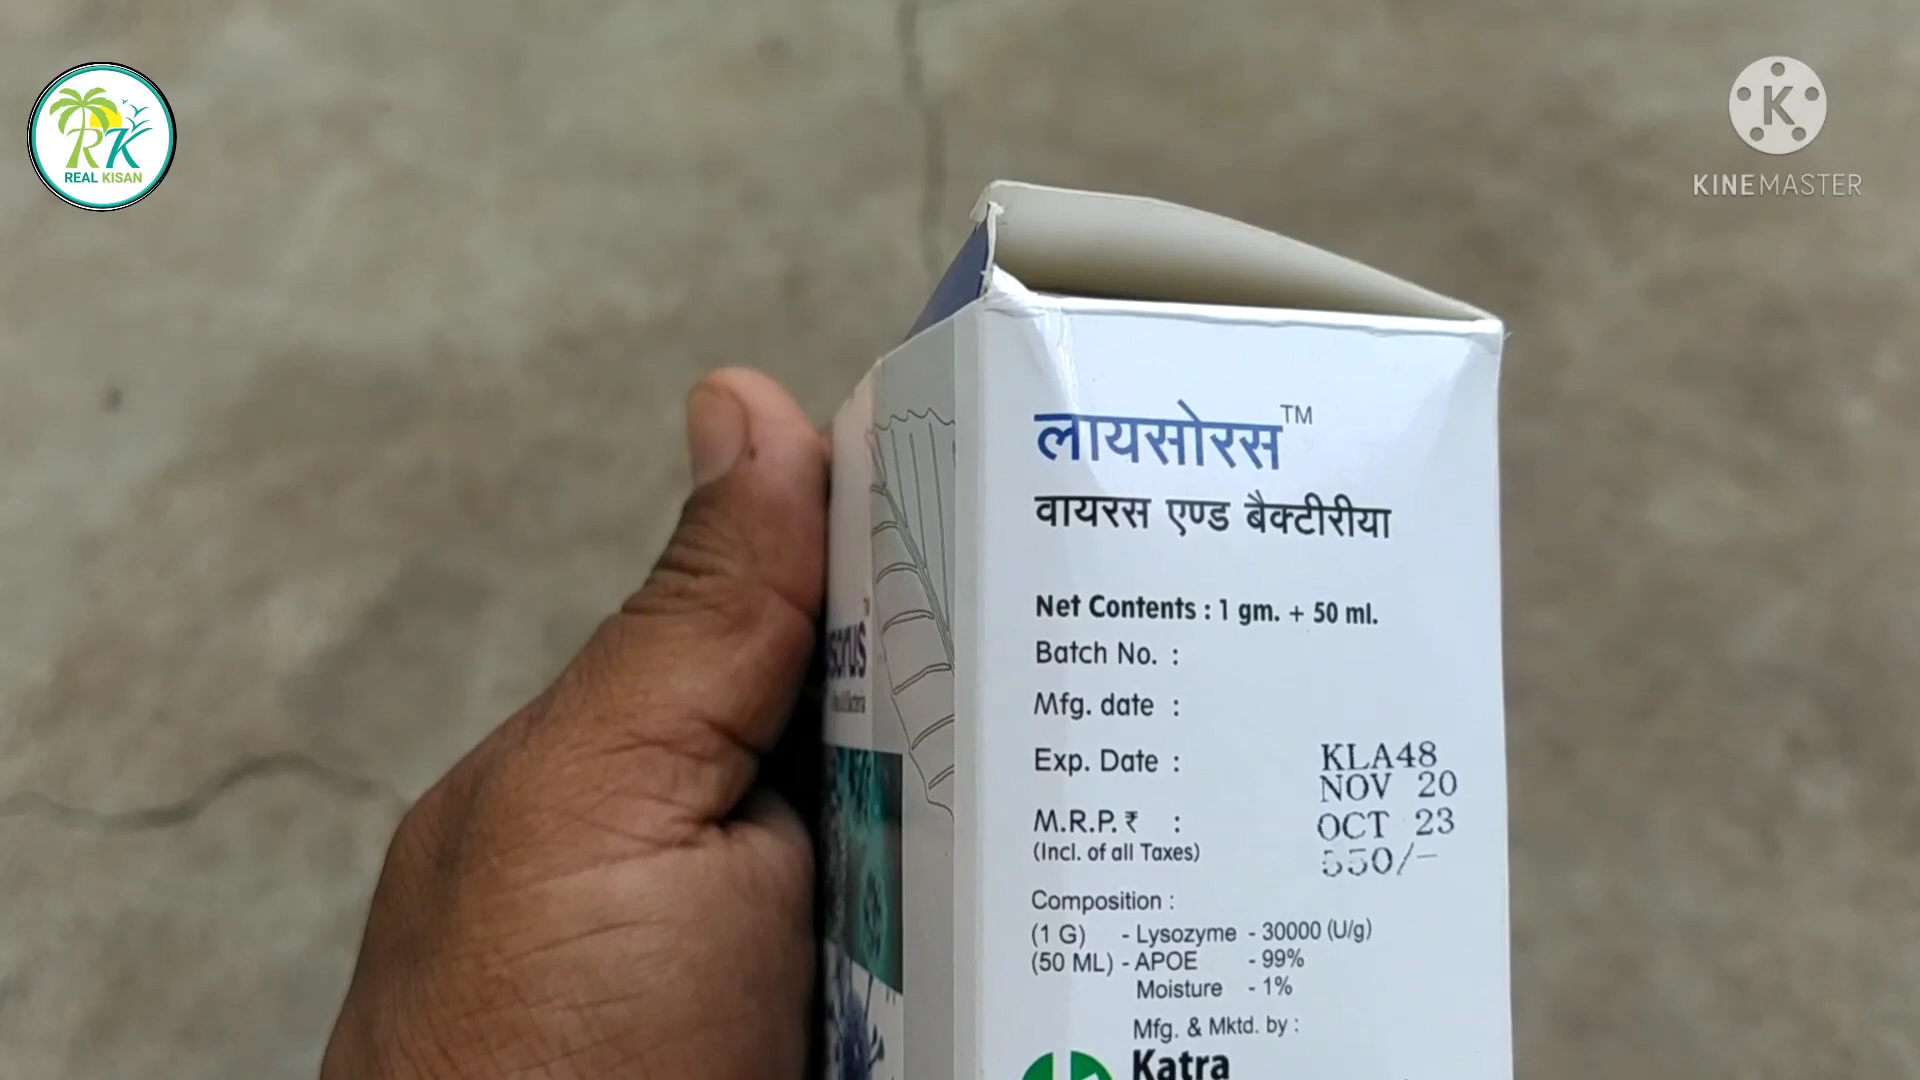 RK
REAL KISAN
K
KINEMASTER
लायसोरस™
वायरस एण्ड बैक्टीरीया
Net Contents : 1 gm. + 50 ml.
Batch No. :
Mfg. date :
Exp. Date :
M.R.P. ₹ :
(Incl. of all Taxes)
KLA48
NOV 20
OCT 23
550/-
Composition :
(1 G) - Lysozyme - 30000 (U/g)
(50 ML) - APOE - 99%
Moisture - 1%
Mfg. & Mktd. by :
Katra